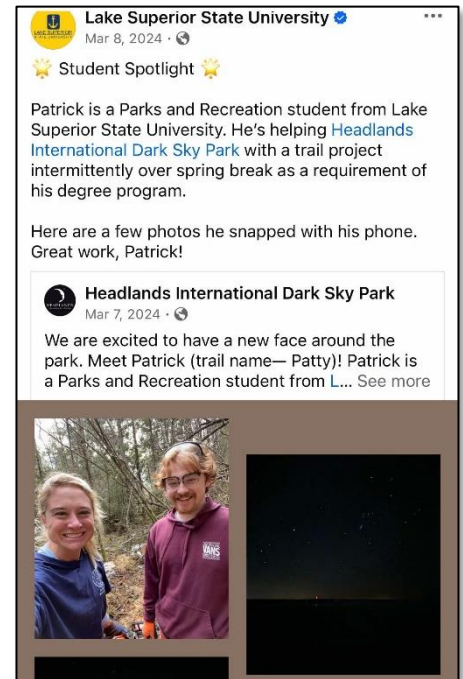 Lake Superior State University
Mar 8, 2024 ·
🌟 Student Spotlight 🌟
Patrick is a Parks and Recreation student from Lake
Superior State University. He's helping Headlands
International Dark Sky Park with a trail project
intermittently over spring break as a requirement of
his degree program.
Here are a few photos he snapped with his phone.
Great work, Patrick!
Headlands International Dark Sky Park
Mar 7, 2024 ·
We are excited to have a new face around the
park. Meet Patrick (trail name— Patty)! Patrick is
a Parks and Recreation student from L... See more
VANS